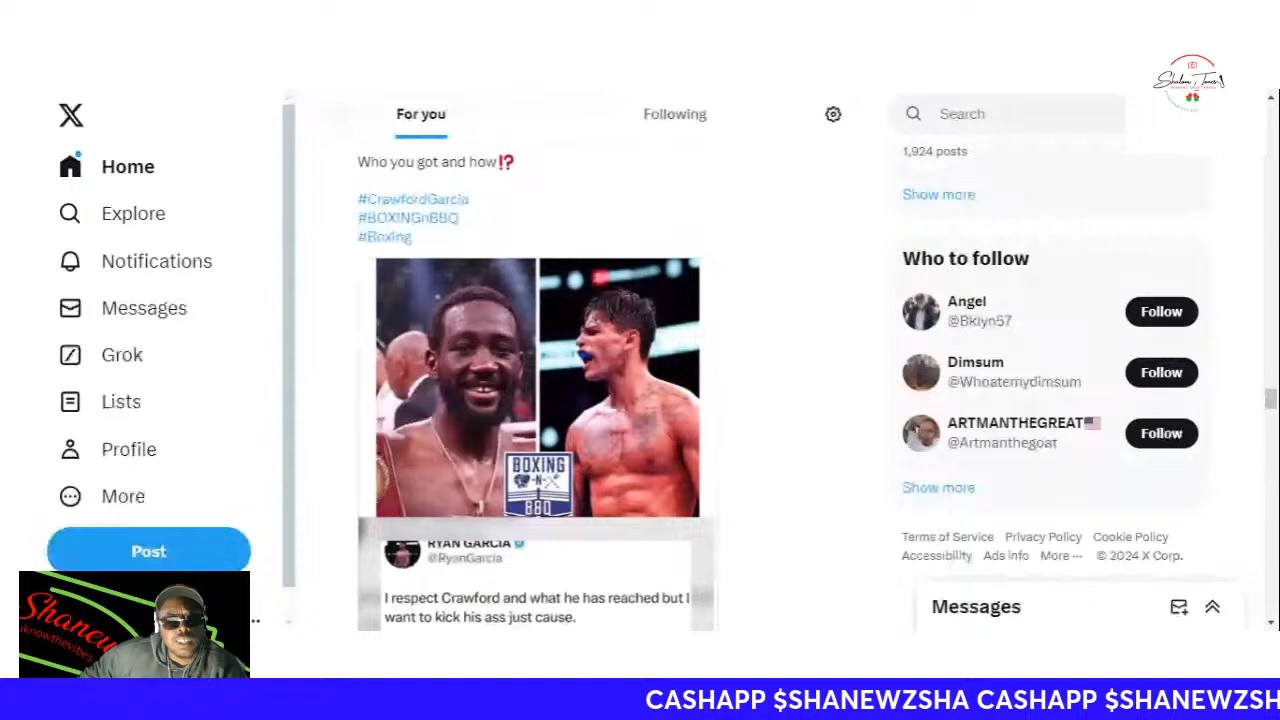 For you
Following
Search
Shalom Jones
Home
Explore
Notifications
Messages
Grok
Lists
Profile
More
Post
Who you got and how⁉️
#CrawfordGarcia
#BOXINGnBBQ
#Boxing
BOXING
-N-
BBQ
RYAN GARCIA
@RyanGarcia
I respect Crawford and what he has reached but I
want to kick his ass just cause.
1,924 posts
Show more
Who to follow
Angel
@Bklyn57
Follow
Dimsum
@Whoatemydimsum
Follow
ARTMANTHEGREAT🇺🇸
@Artmanthegoat
Follow
Show more
Terms of Service Privacy Policy Cookie Policy
Accessibility Ads info More ··· © 2024 X Corp.
Messages
Shanew
iknowthevibes
CASHAPP $SHANEWZSHA CASHAPP $SHANEWZSH